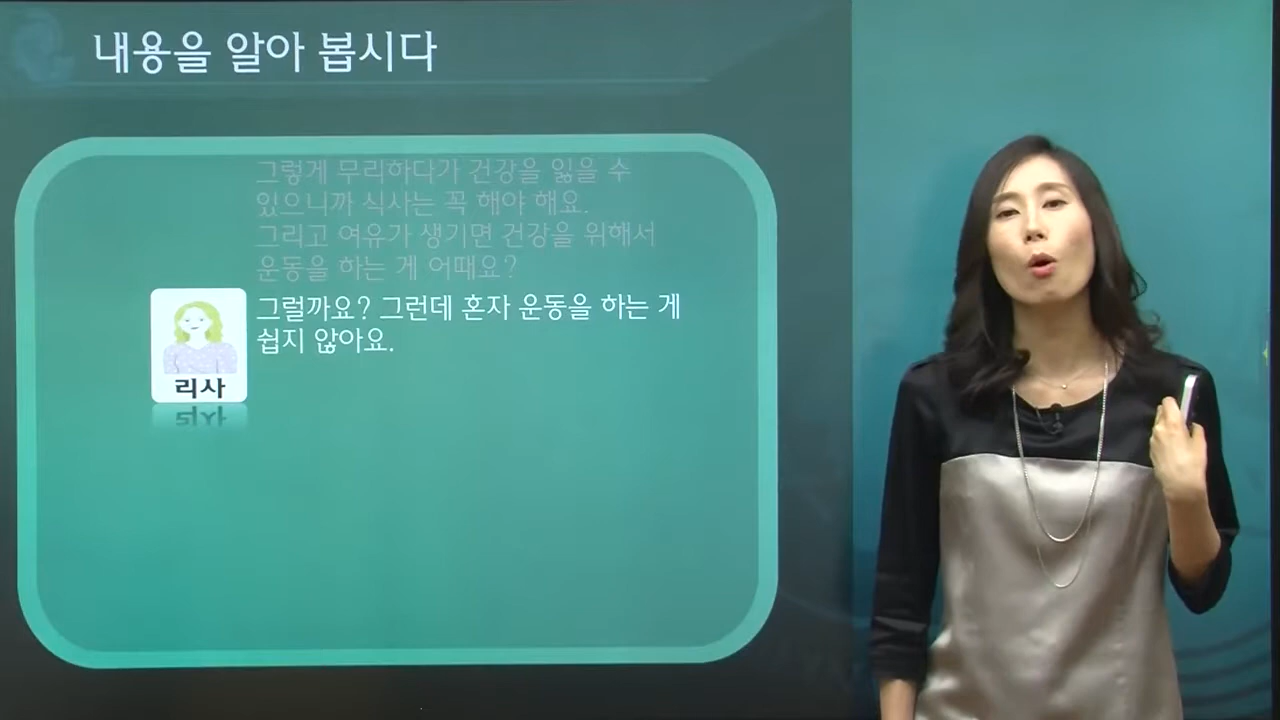 내용을 알아 봅시다
그렇게 무리하다가 건강을 잃을 수
있으니까 식사는 꼭 해야 해요.
그리고 여유가 생기면 건강을 위해서
운동을 하는 게 어때요?
그럴까요? 그런데 혼자 운동을 하는 게
쉽지 않아요.
리사